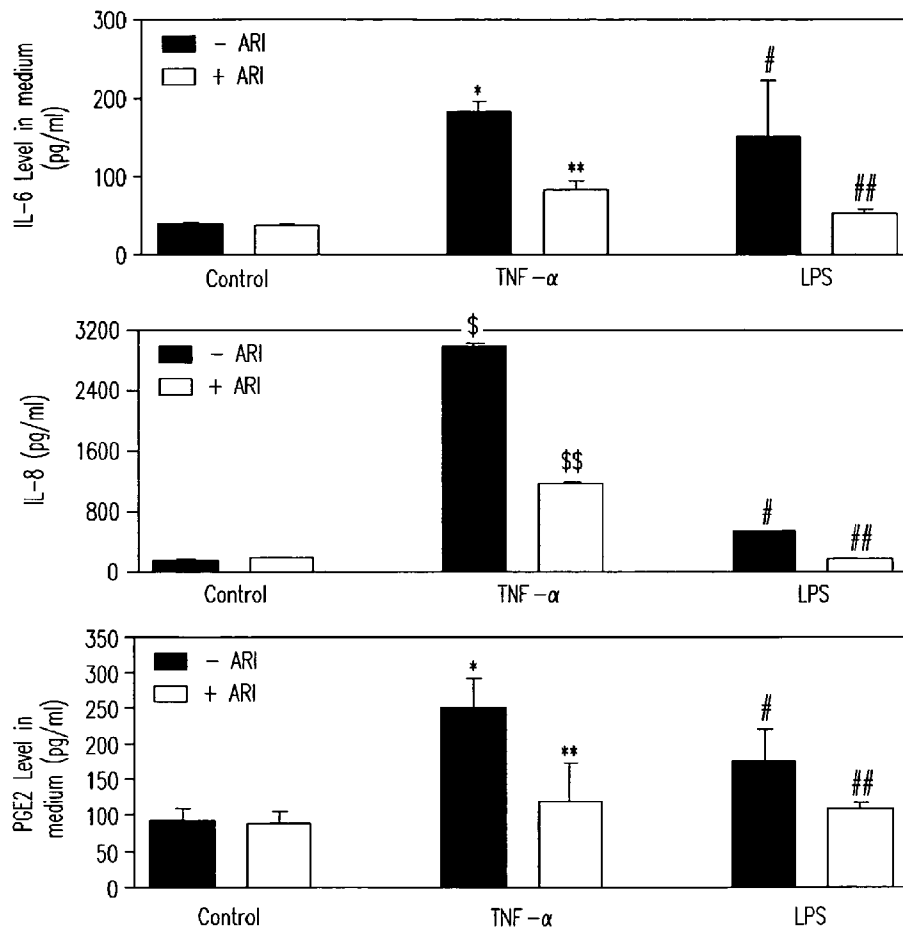 IL-6 Level in medium
(pg/ml)
300
200
100
0
- ARI
+ ARI
*
**
#
##
Control
TNF-α
LPS
IL-8 (pg/ml)
3200
2400
1600
800
0
- ARI
+ ARI
$
$$
#
##
Control
TNF-α
LPS
PGE2 Level in
medium (pg/ml)
350
300
250
200
150
100
50
0
- ARI
+ ARI
*
**
#
##
Control
TNF-α
LPS